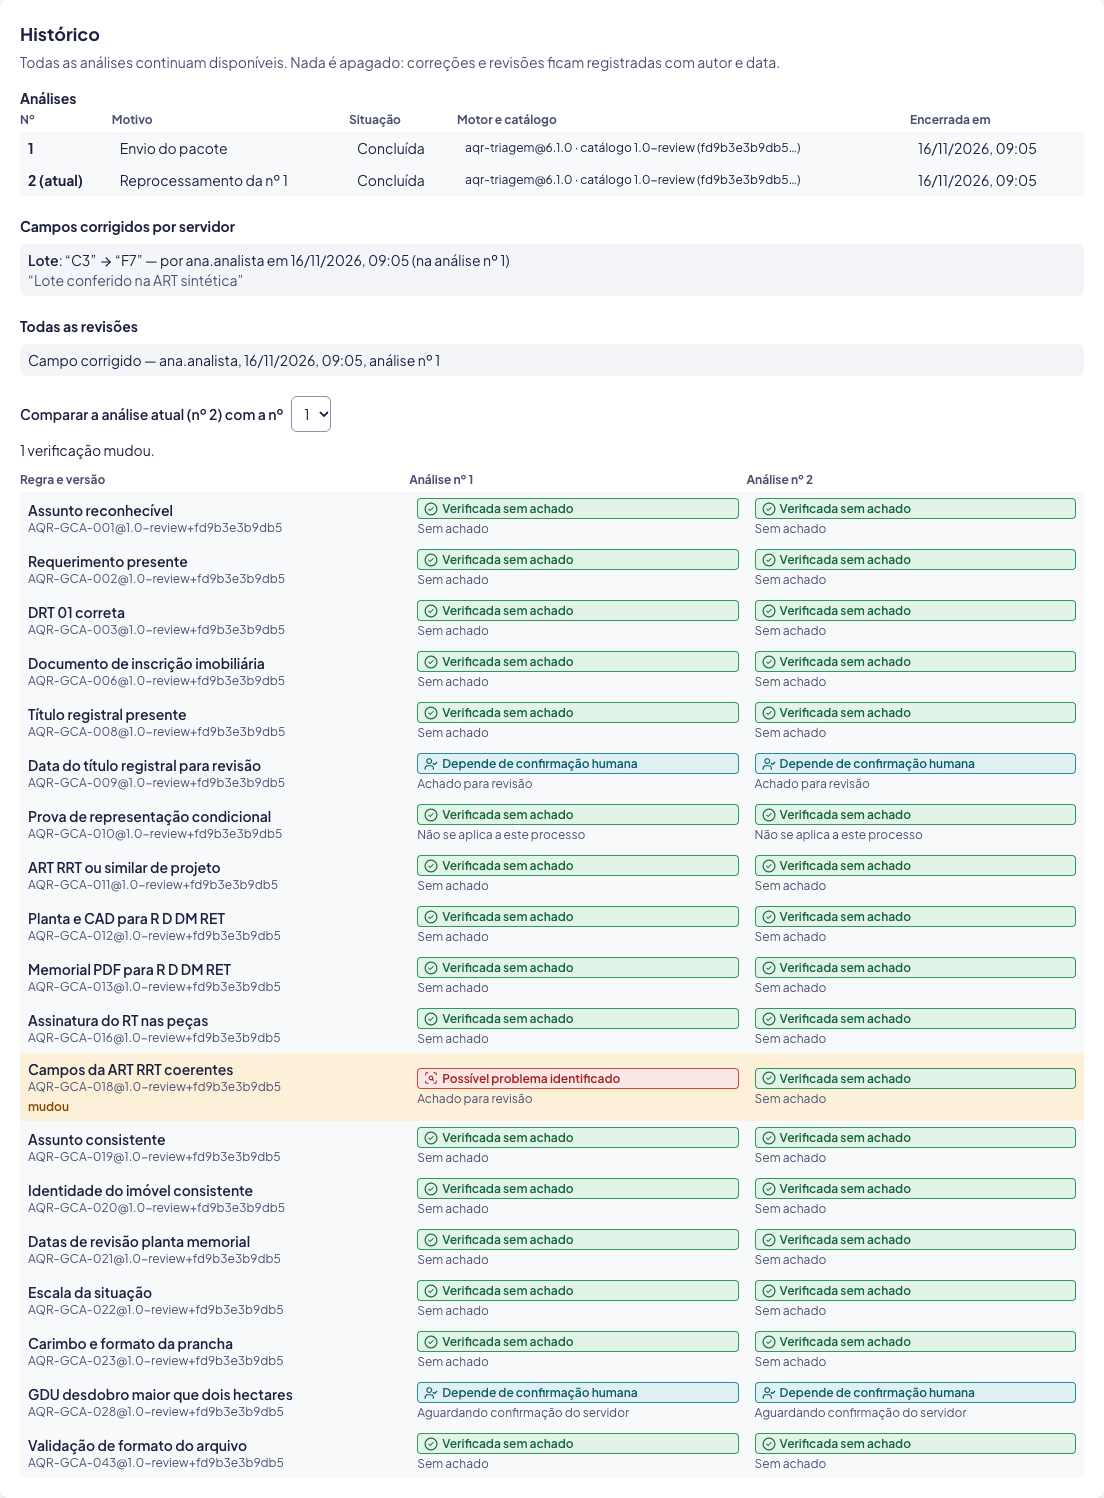 Histórico
Todas as análises continuam disponíveis. Nada é apagado: correções e revisões ficam registradas com autor e data.
Análises
Nº Motivo Situação Motor e catálogo Encerrada em
1 Envio do pacote Concluída aqr-triagem@6.1.0 · catálogo 1.0-review (fd9b3e3b9db5…) 16/11/2026, 09:05
2 (atual) Reprocessamento da nº 1 Concluída aqr-triagem@6.1.0 · catálogo 1.0-review (fd9b3e3b9db5…) 16/11/2026, 09:05
Campos corrigidos por servidor
Lote: “C3” → “F7” — por ana.analista em 16/11/2026, 09:05 (na análise nº 1)
“Lote conferido na ART sintética”
Todas as revisões
Campo corrigido — ana.analista, 16/11/2026, 09:05, análise nº 1
Comparar a análise atual (nº 2) com a nº 1
1 verificação mudou.
Regra e versão Análise nº 1 Análise nº 2
Assunto reconhecível Verificada sem achado Verificada sem achado
AQR-GCA-001@1.0-review+fd9b3e3b9db5 Sem achado Sem achado
Requerimento presente Verificada sem achado Verificada sem achado
AQR-GCA-002@1.0-review+fd9b3e3b9db5 Sem achado Sem achado
DRT 01 correta Verificada sem achado Verificada sem achado
AQR-GCA-003@1.0-review+fd9b3e3b9db5 Sem achado Sem achado
Documento de inscrição imobiliária Verificada sem achado Verificada sem achado
AQR-GCA-006@1.0-review+fd9b3e3b9db5 Sem achado Sem achado
Título registral presente Verificada sem achado Verificada sem achado
AQR-GCA-008@1.0-review+fd9b3e3b9db5 Sem achado Sem achado
Data do título registral para revisão Depende de confirmação humana Depende de confirmação humana
AQR-GCA-009@1.0-review+fd9b3e3b9db5 Achado para revisão Achado para revisão
Prova de representação condicional Verificada sem achado Verificada sem achado
AQR-GCA-010@1.0-review+fd9b3e3b9db5 Não se aplica a este processo Não se aplica a este processo
ART RRT ou similar de projeto Verificada sem achado Verificada sem achado
AQR-GCA-011@1.0-review+fd9b3e3b9db5 Sem achado Sem achado
Planta e CAD para R D DM RET Verificada sem achado Verificada sem achado
AQR-GCA-012@1.0-review+fd9b3e3b9db5 Sem achado Sem achado
Memorial PDF para R D DM RET Verificada sem achado Verificada sem achado
AQR-GCA-013@1.0-review+fd9b3e3b9db5 Sem achado Sem achado
Assinatura do RT nas peças Verificada sem achado Verificada sem achado
AQR-GCA-016@1.0-review+fd9b3e3b9db5 Sem achado Sem achado
Campos da ART RRT coerentes Possível problema identificado Verificada sem achado
AQR-GCA-018@1.0-review+fd9b3e3b9db5 Achado para revisão Sem achado
mudou
Assunto consistente Verificada sem achado Verificada sem achado
AQR-GCA-019@1.0-review+fd9b3e3b9db5 Sem achado Sem achado
Identidade do imóvel consistente Verificada sem achado Verificada sem achado
AQR-GCA-020@1.0-review+fd9b3e3b9db5 Sem achado Sem achado
Datas de revisão planta memorial Verificada sem achado Verificada sem achado
AQR-GCA-021@1.0-review+fd9b3e3b9db5 Sem achado Sem achado
Escala da situação Verificada sem achado Verificada sem achado
AQR-GCA-022@1.0-review+fd9b3e3b9db5 Sem achado Sem achado
Carimbo e formato da prancha Verificada sem achado Verificada sem achado
AQR-GCA-023@1.0-review+fd9b3e3b9db5 Sem achado Sem achado
GDU desdobro maior que dois hectares Depende de confirmação humana Depende de confirmação humana
AQR-GCA-028@1.0-review+fd9b3e3b9db5 Aguardando confirmação do servidor Aguardando confirmação do servidor
Validação de formato do arquivo Verificada sem achado Verificada sem achado
AQR-GCA-043@1.0-review+fd9b3e3b9db5 Sem achado Sem achado